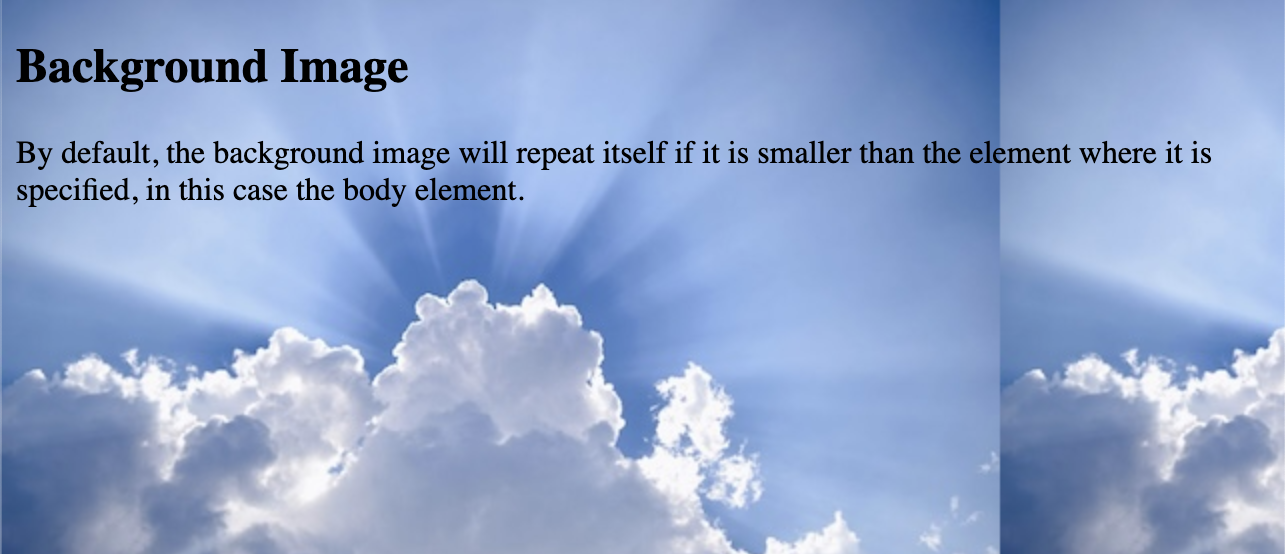 Background Image
By default, the background image will repeat itself if it is smaller than the element where it is
specified, in this case the body element.